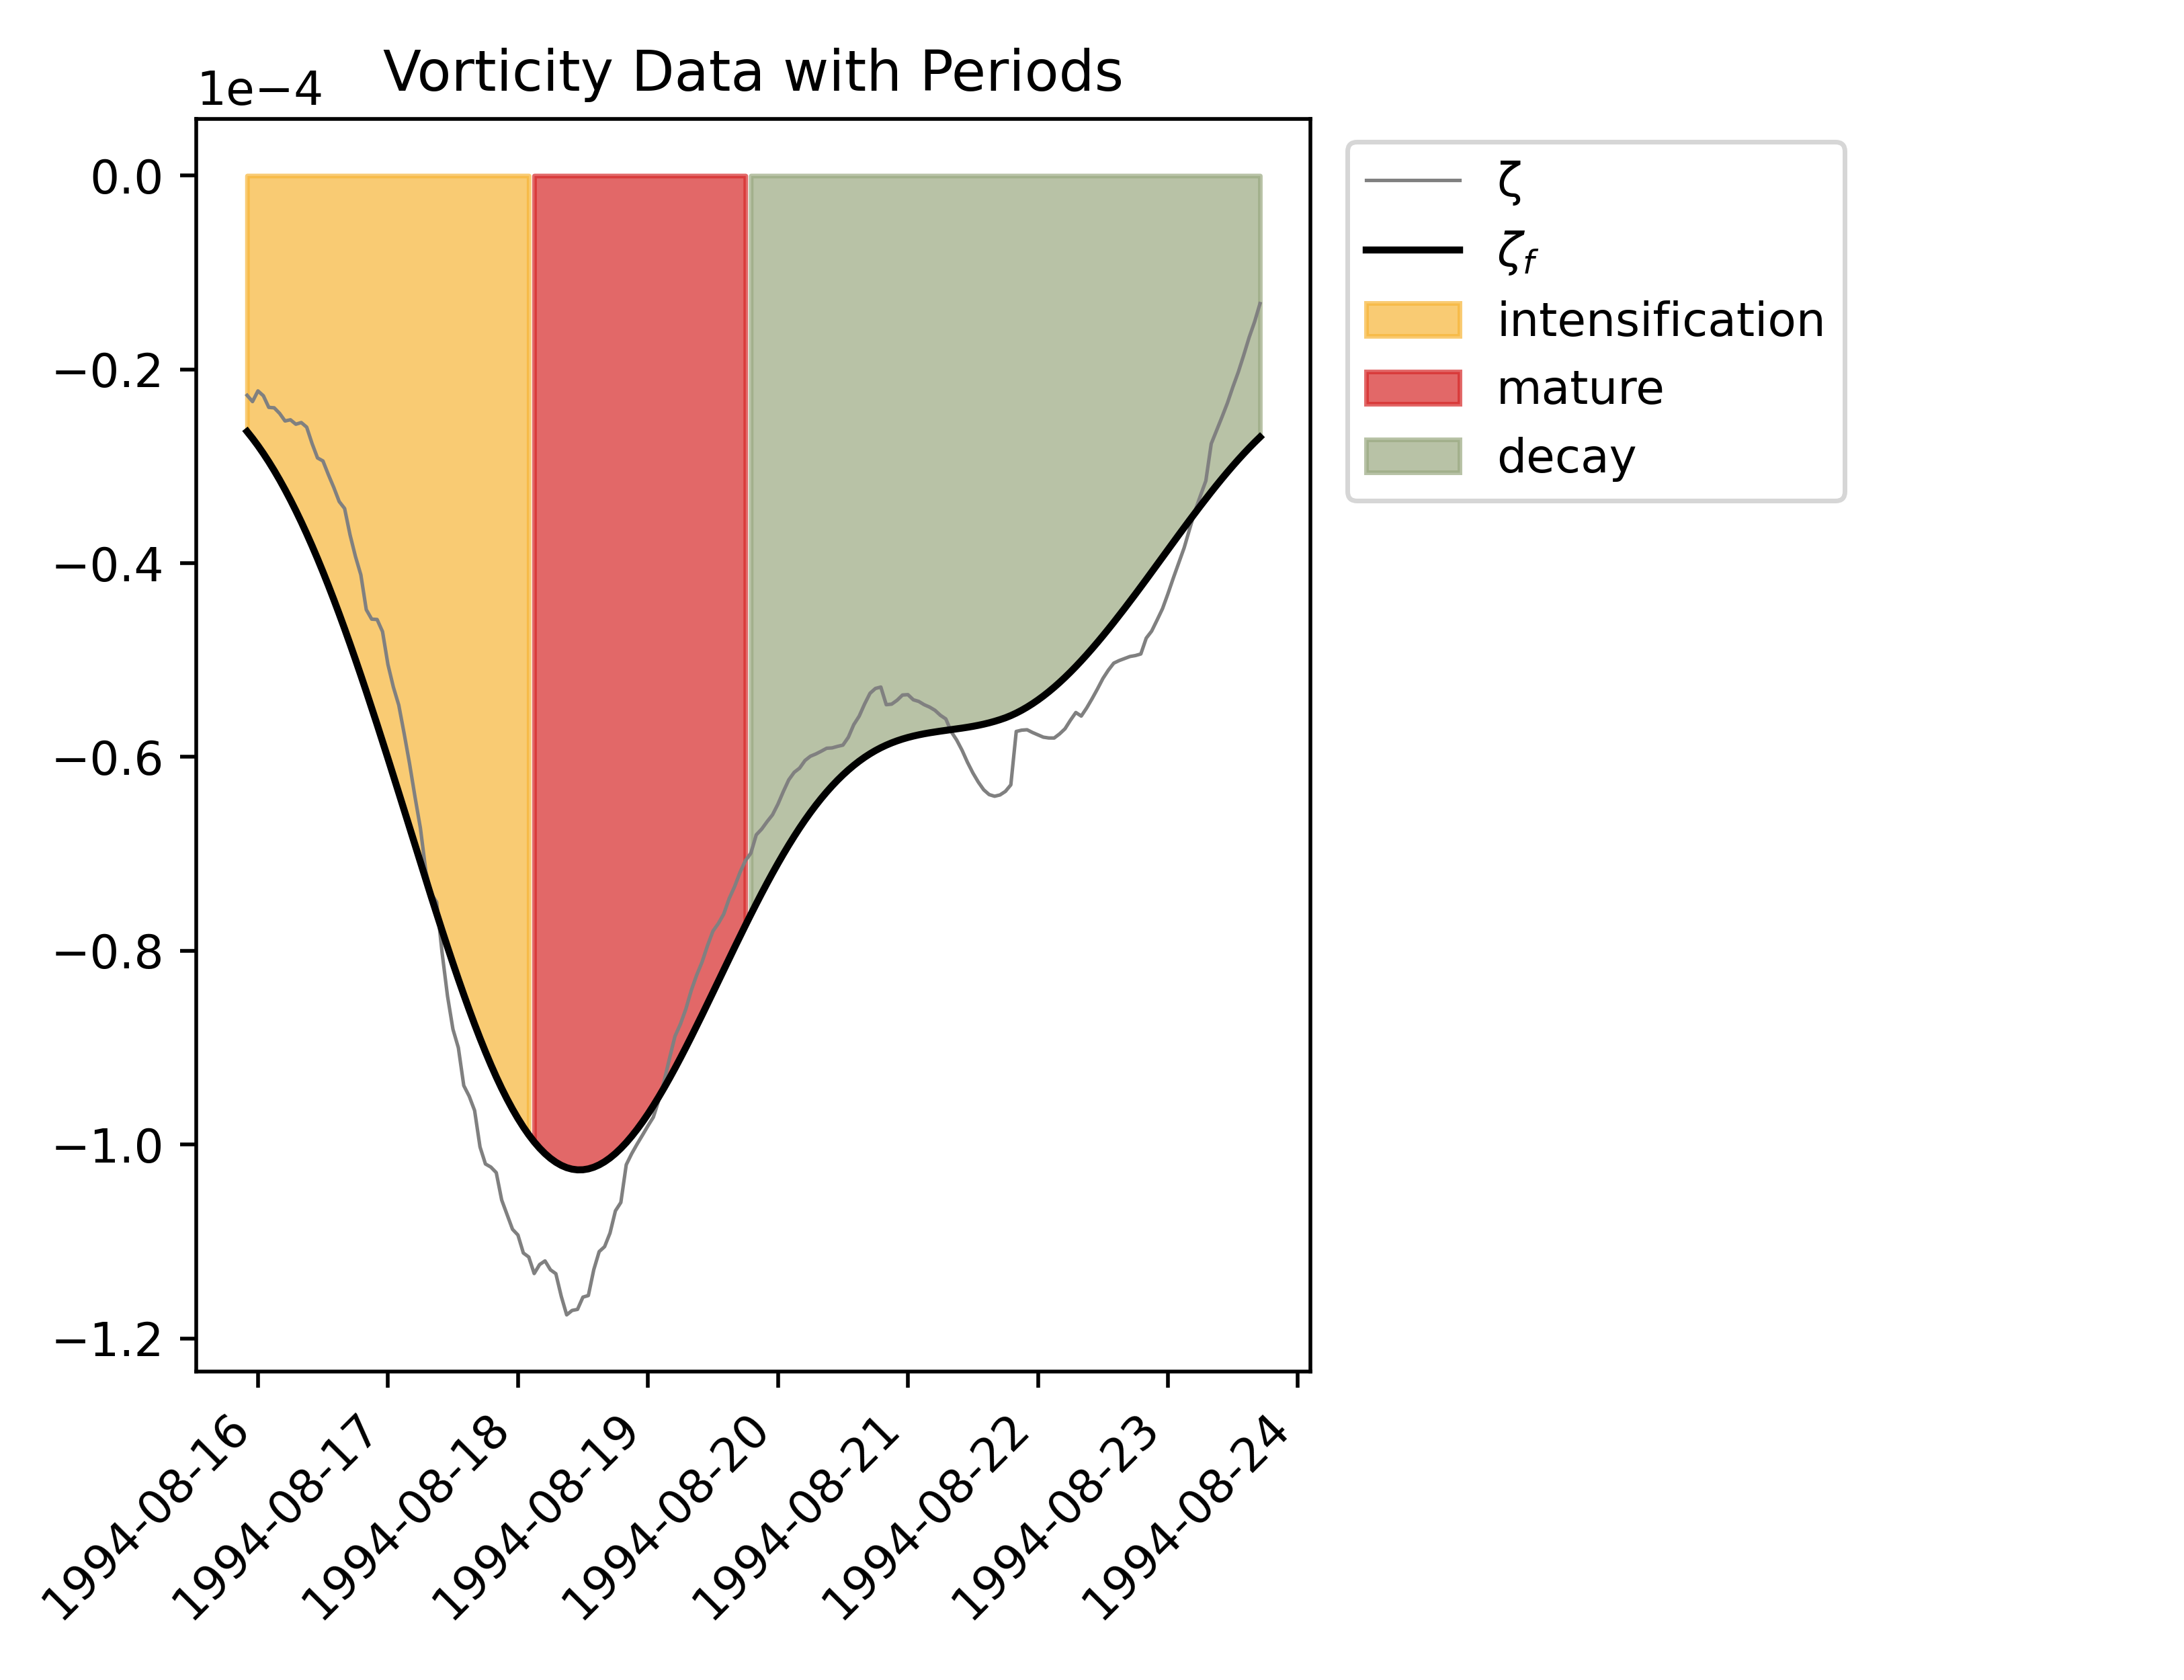 Vorticity Data with Periods
1e−4
0.0
−0.2
−0.4
−0.6
−0.8
−1.0
−1.2
1994-08-16
1994-08-17
1994-08-18
1994-08-19
1994-08-20
1994-08-21
1994-08-22
1994-08-23
1994-08-24
ζ
ζf
intensification
mature
decay